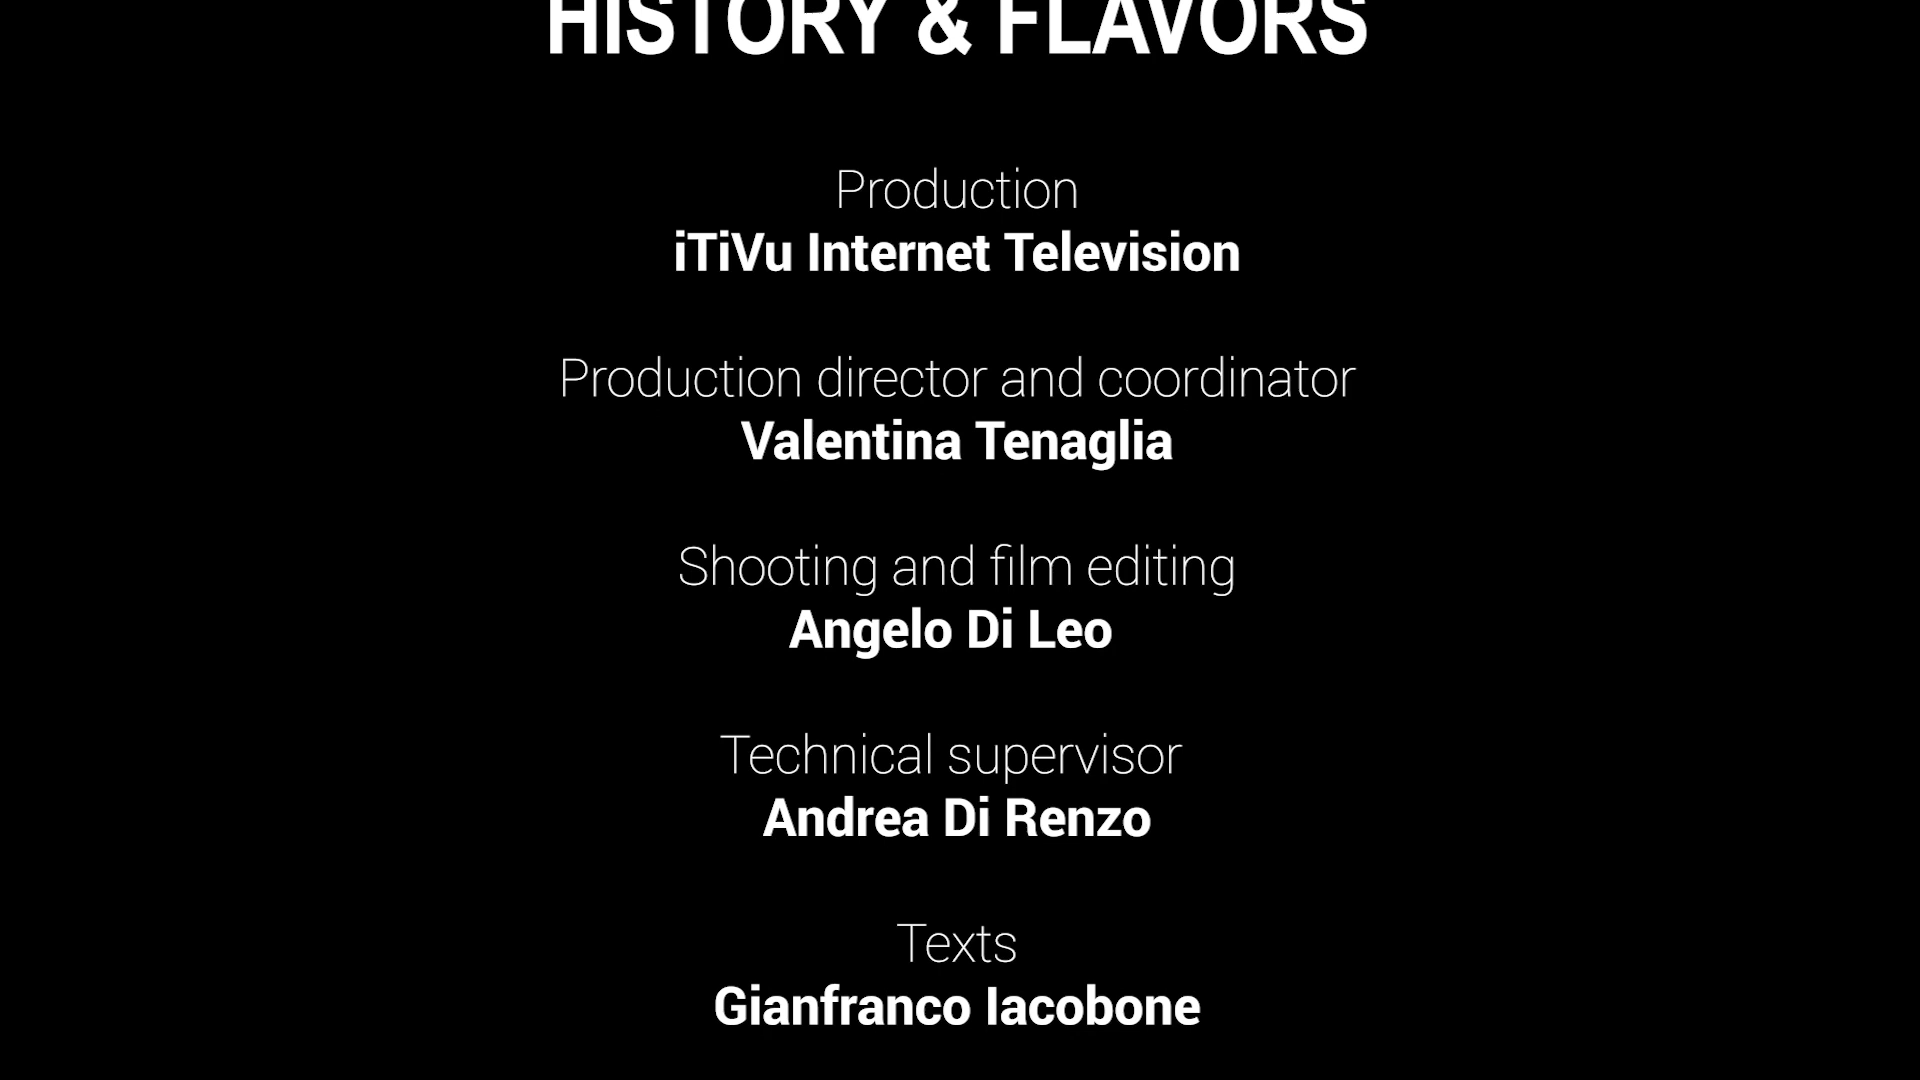 HISTORY & FLAVORS
Production
iTiVu Internet Television
Production director and coordinator
Valentina Tenaglia
Shooting and film editing
Angelo Di Leo
Technical supervisor
Andrea Di Renzo
Texts
Gianfranco Iacobone